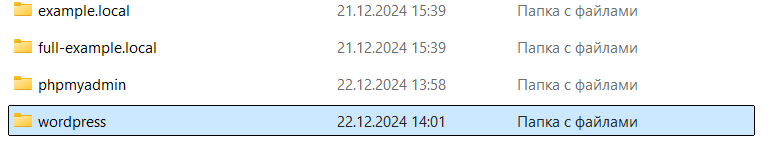 example.local 21.12.2024 15:39 Папка с файлами
full-example.local 21.12.2024 15:39 Папка с файлами
phpmyadmin 22.12.2024 13:58 Папка с файлами
wordpress 22.12.2024 14:01 Папка с файлами